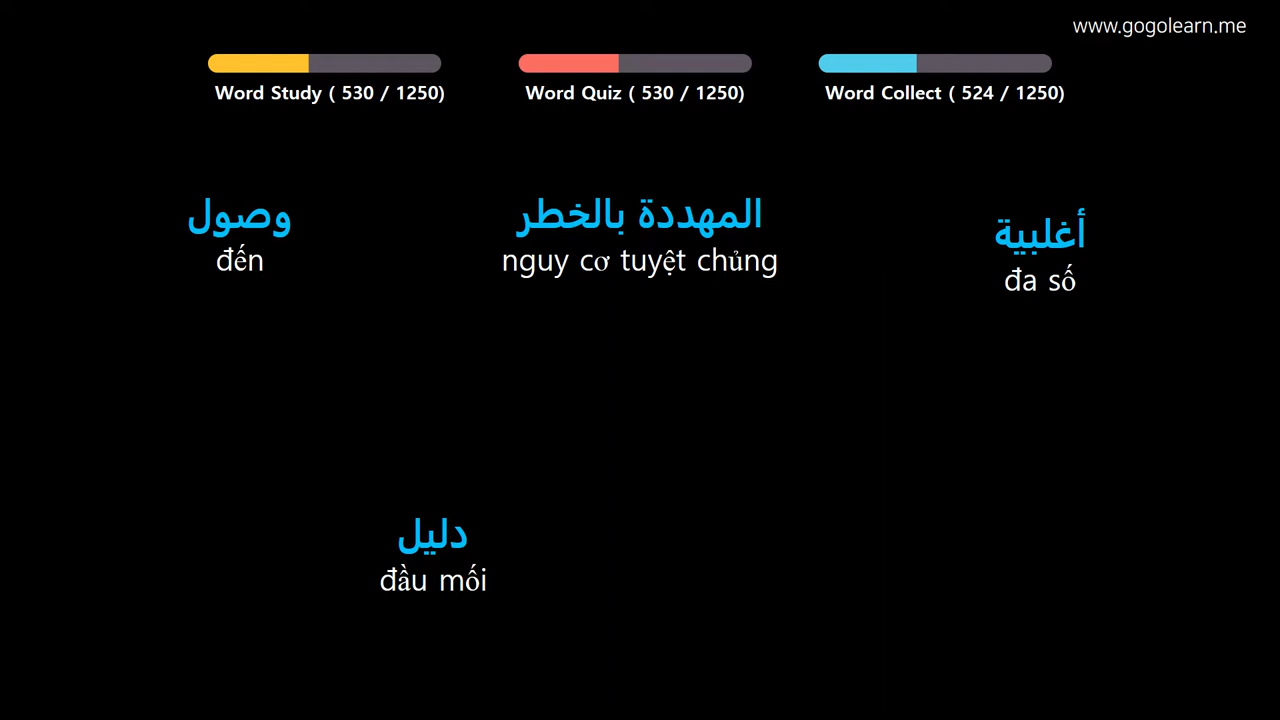 www.gogolearn.me
Word Study ( 530 / 1250)
Word Quiz ( 530 / 1250)
Word Collect ( 524 / 1250)
وصول
đến
المهددة بالخطر
nguy cơ tuyệt chủng
أغلبية
đa số
دليل
đầu mối